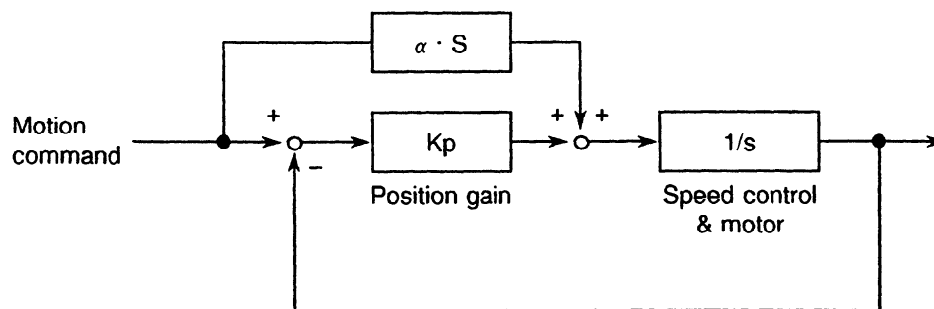 α · S
+
+ +
Motion
command
Kp
1/s
−
Position gain
Speed control
& motor